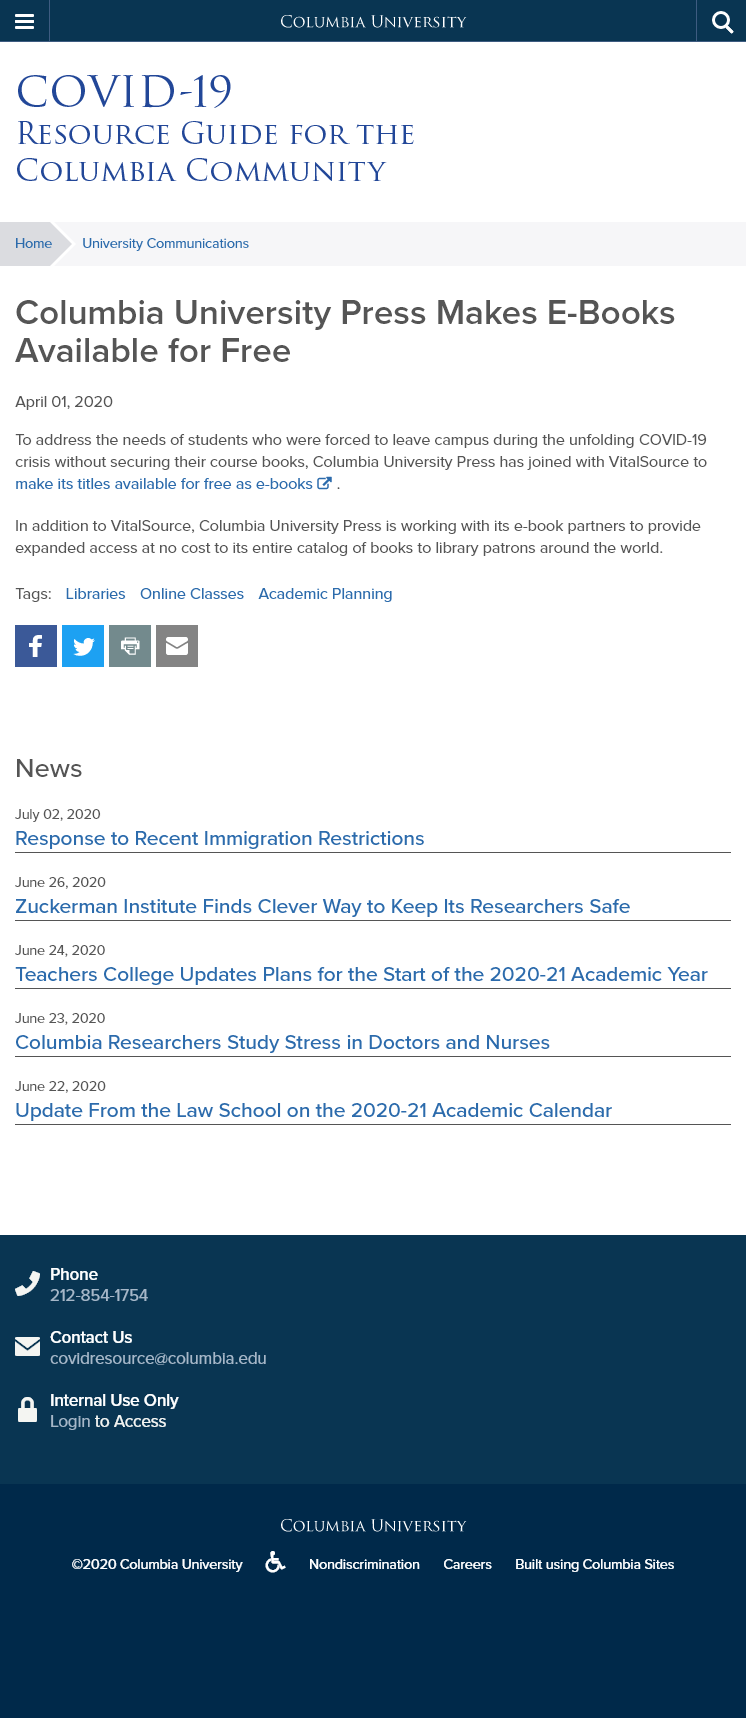 Columbia University
COVID-19
Resource Guide for the
Columbia Community
Home
University Communications
Columbia University Press Makes E-Books
Available for Free
April 01, 2020
To address the needs of students who were forced to leave campus during the unfolding COVID-19
crisis without securing their course books, Columbia University Press has joined with VitalSource to
make its titles available for free as e-books .
In addition to VitalSource, Columbia University Press is working with its e-book partners to provide
expanded access at no cost to its entire catalog of books to library patrons around the world.
Tags: Libraries Online Classes Academic Planning
News
July 02, 2020
Response to Recent Immigration Restrictions
June 26, 2020
Zuckerman Institute Finds Clever Way to Keep Its Researchers Safe
June 24, 2020
Teachers College Updates Plans for the Start of the 2020-21 Academic Year
June 23, 2020
Columbia Researchers Study Stress in Doctors and Nurses
June 22, 2020
Update From the Law School on the 2020-21 Academic Calendar
Phone
212-854-1754
Contact Us
covidresource@columbia.edu
Internal Use Only
Login to Access
Columbia University
©2020 Columbia University Nondiscrimination Careers Built using Columbia Sites